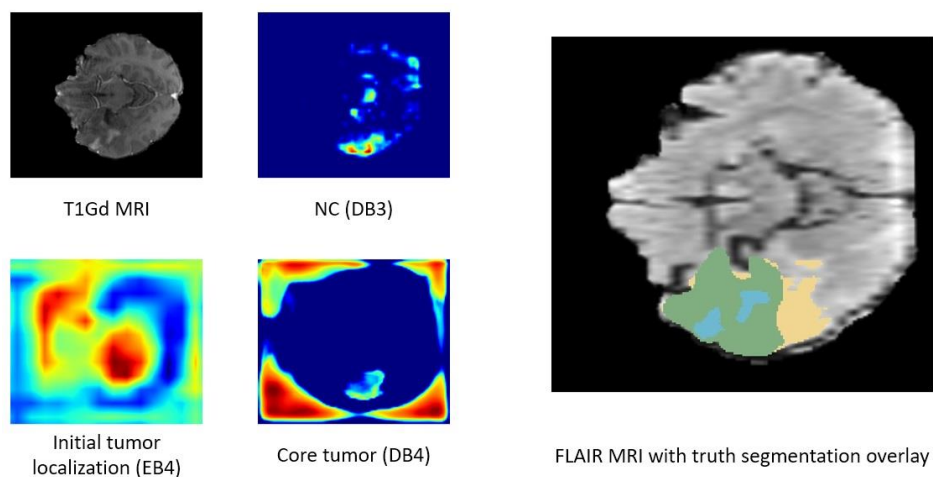 T1Gd MRI
NC (DB3)
Initial tumor
localization (EB4)
Core tumor (DB4)
FLAIR MRI with truth segmentation overlay